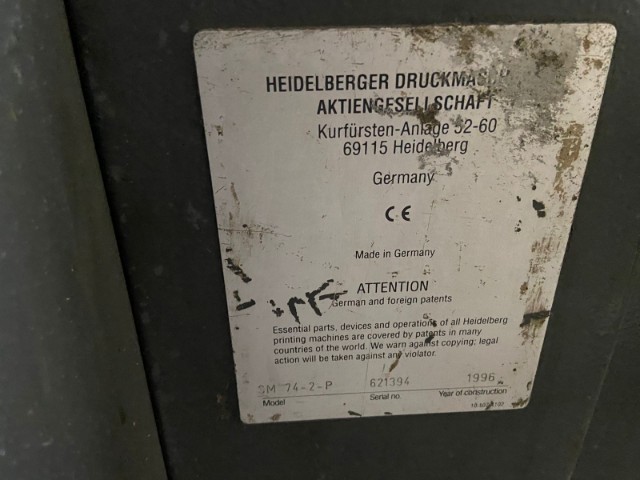 HEIDELBERGER
AKTIENGESELLSCHAFT
Kurfürsten-Anlage 52-60
69115 Heidelberg
Germany
CE
Made in Germany
ATTENTION
German and foreign patents
Essential parts, devices and operations of all Heidelberg
printing machines are covered by patents in many
countries of the world. We warn against copying; legal
action will be taken against any violator.
SM 74-2-P 621394 1996
Model Serial no. Year of construction